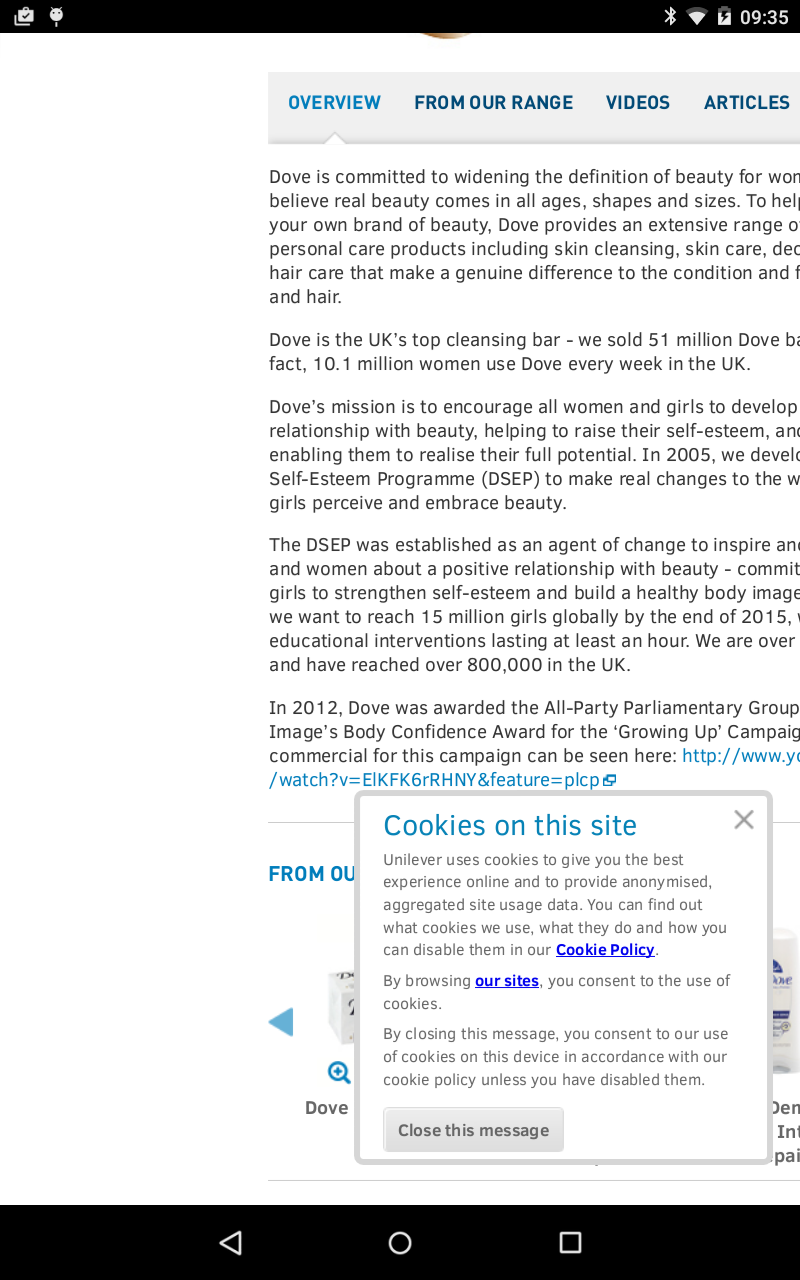 09:35
OVERVIEW FROM OUR RANGE VIDEOS ARTICLES
Dove is committed to widening the definition of beauty for
believe real beauty comes in all ages, shapes and sizes. To
your own brand of beauty, Dove provides an extensive range
personal care products including skin cleansing, skin care,
hair care that make a genuine difference to the condition and
and hair.
Dove is the UK's top cleansing bar - we sold 51 million Dove
fact, 10.1 million women use Dove every week in the UK.
Dove's mission is to encourage all women and girls to develop
relationship with beauty, helping to raise their self-esteem,
enabling them to realise their full potential. In 2005, we
Self-Esteem Programme (DSEP) to make real changes to the
girls perceive and embrace beauty.
The DSEP was established as an agent of change to inspire
and women about a positive relationship with beauty -
girls to strengthen self-esteem and build a healthy body image
we want to reach 15 million girls globally by the end of 2015,
educational interventions lasting at least an hour. We are over
and have reached over 800,000 in the UK.
In 2012, Dove was awarded the All-Party Parliamentary Group
Image's Body Confidence Award for the ‘Growing Up’
commercial for this campaign can be seen here: http://www.yo
/watch?v=ElKFK6rRHNY&feature=plcp
FROM OU
Dove
Cookies on this site
Unilever uses cookies to give you the best
experience online and to provide anonymised,
aggregated site usage data. You can find out
what cookies we use, what they do and how you
can disable them in our Cookie Policy.
By browsing our sites, you consent to the use of
cookies.
By closing this message, you consent to our use
of cookies on this device in accordance with our
cookie policy unless you have disabled them.
Close this message